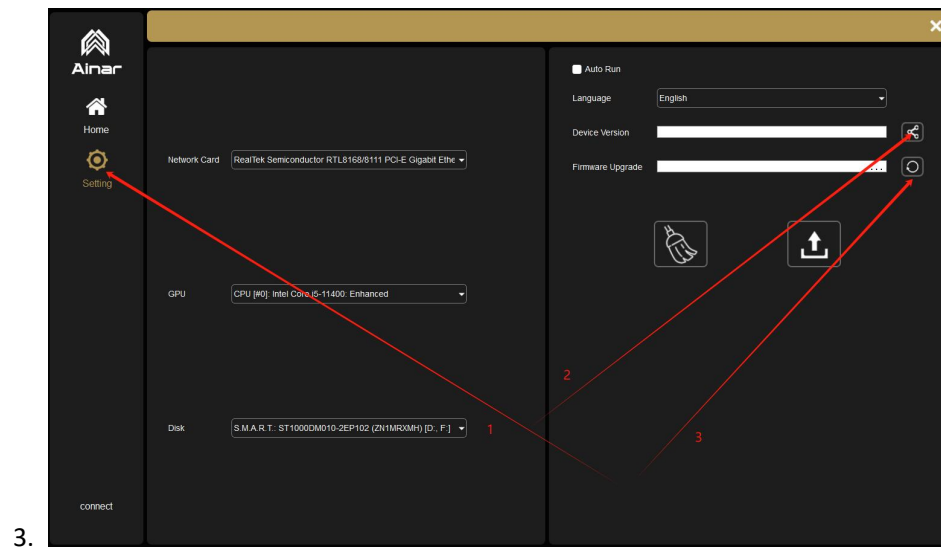 Ainar
Home
Setting
connect
Network Card
RealTek Semiconductor RTL8168/8111 PCI-E Gigabit Ethe
GPU
CPU [#0]: Intel Core i5-11400: Enhanced
Disk
S.M.A.R.T.: ST1000DM010-2EP102 (ZN1MRXMH) [D:, F:]
1
Auto Run
Language
English
Device Version
Firmware Upgrade
...
2
3
3.